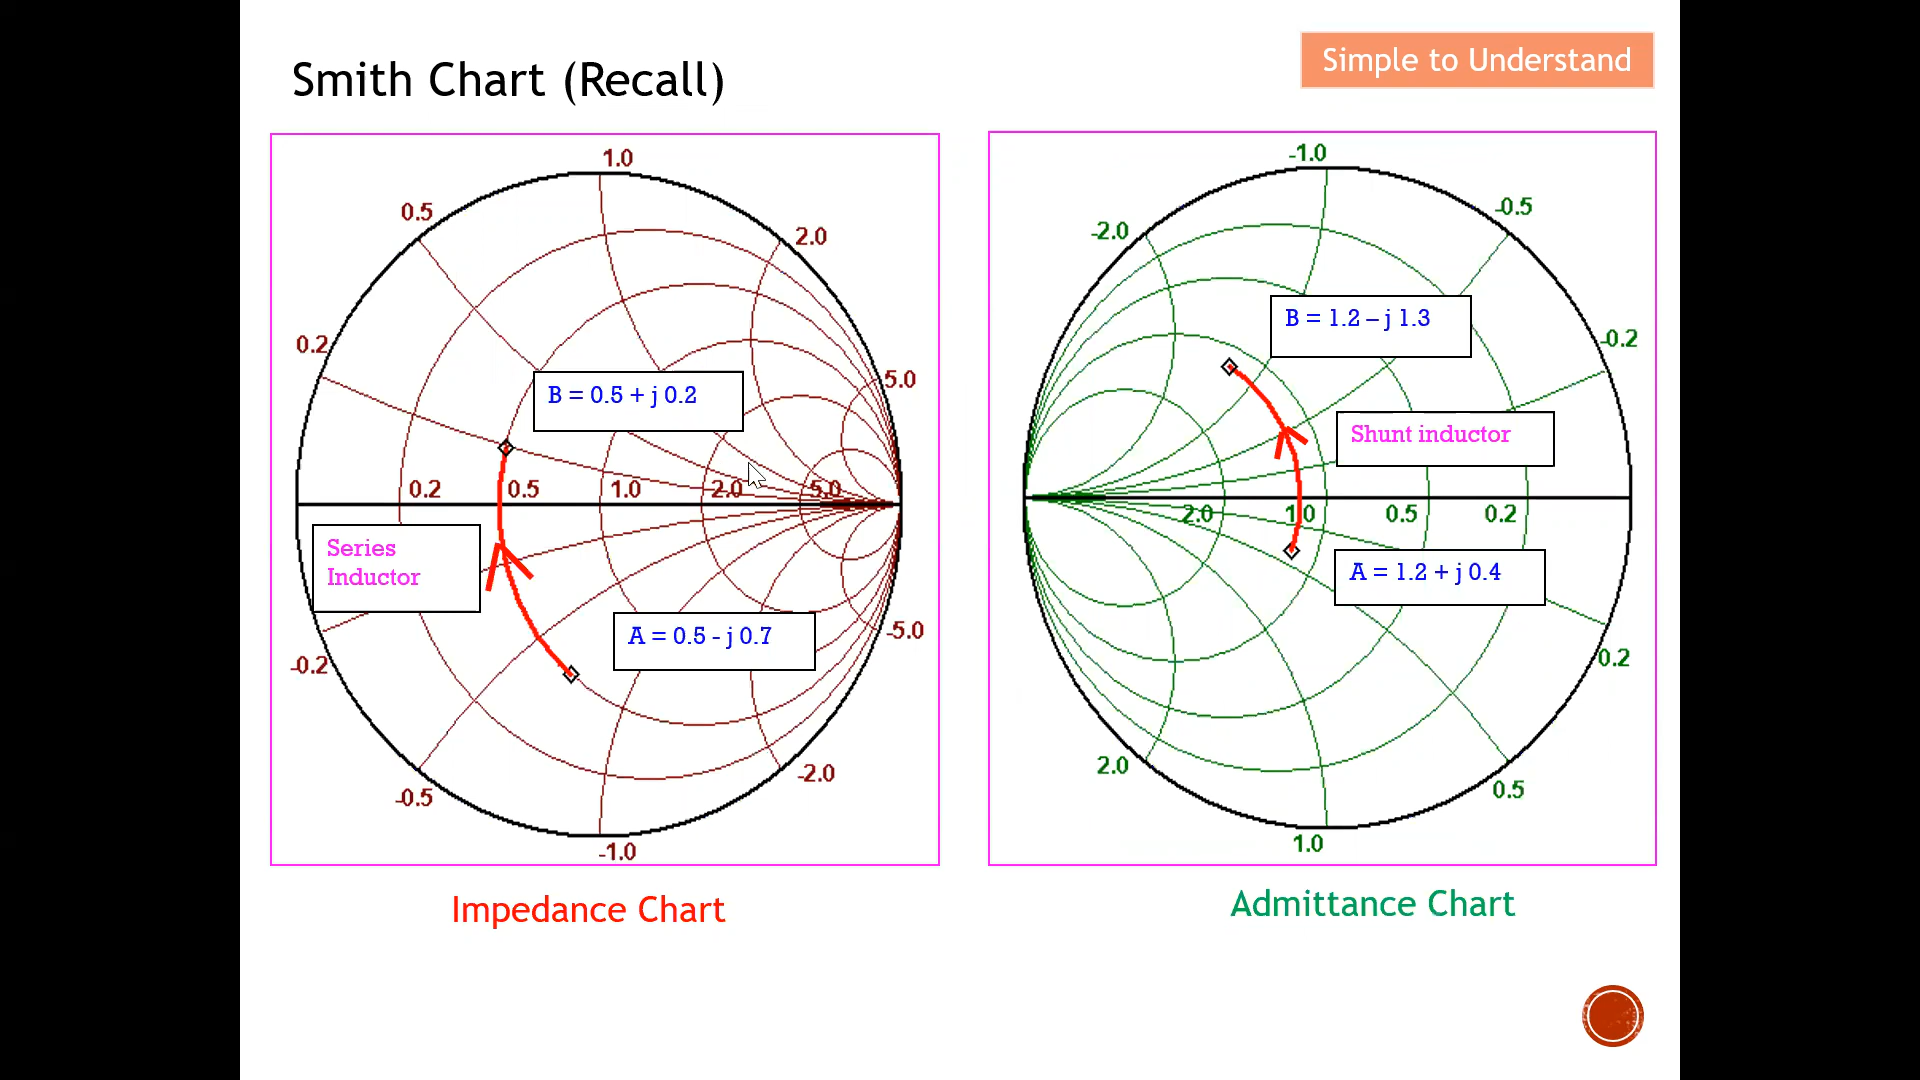 Smith Chart (Recall)
Simple to Understand
1.0
0.5
2.0
0.2
5.0
B = 0.5 + j 0.2
0.2 0.5 1.0 2.0 5.0
Series
Inductor
A = 0.5 - j 0.7
-0.2
-5.0
-0.5
-2.0
-1.0
Impedance Chart
-1.0
-2.0
-0.5
B = 1.2 – j 1.3
-0.2
Shunt inductor
2.0 1.0 0.5 0.2
A = 1.2 + j 0.4
0.2
2.0
0.5
1.0
Admittance Chart